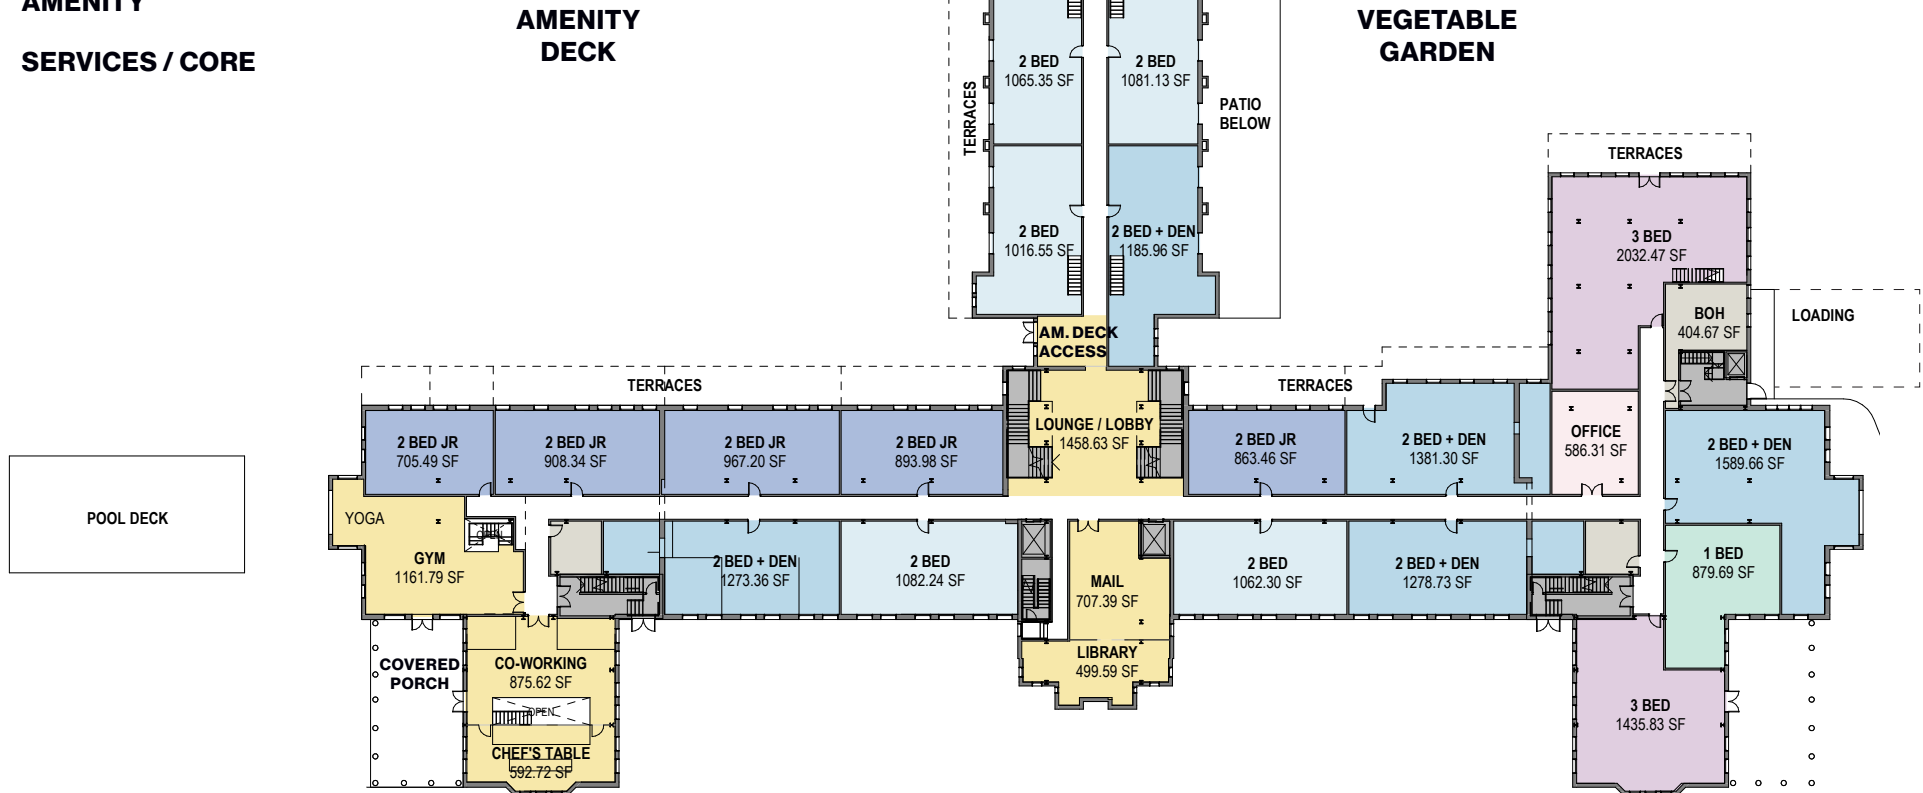 AMENITY
SERVICES / CORE
AMENITY
DECK
VEGETABLE
GARDEN
TERRACES
2 BED
1065.35 SF
2 BED
1081.13 SF
PATIO
BELOW
2 BED
1016.55 SF
2 BED + DEN
1185.96 SF
TERRACES
3 BED
2032.47 SF
BOH
404.67 SF
LOADING
AM. DECK
ACCESS
TERRACES
TERRACES
2 BED JR
705.49 SF
2 BED JR
908.34 SF
2 BED JR
967.20 SF
2 BED JR
893.98 SF
LOUNGE / LOBBY
1458.63 SF
2 BED JR
863.46 SF
2 BED + DEN
1381.30 SF
OFFICE
586.31 SF
2 BED + DEN
1589.66 SF
POOL DECK
YOGA
GYM
1161.79 SF
OPEN
2 BED + DEN
1273.36 SF
2 BED
1082.24 SF
MAIL
707.39 SF
2 BED
1062.30 SF
2 BED + DEN
1278.73 SF
1 BED
879.69 SF
COVERED
PORCH
CO-WORKING
875.62 SF
OPEN
CHEF'S TABLE
592.72 SF
LIBRARY
499.59 SF
3 BED
1435.83 SF